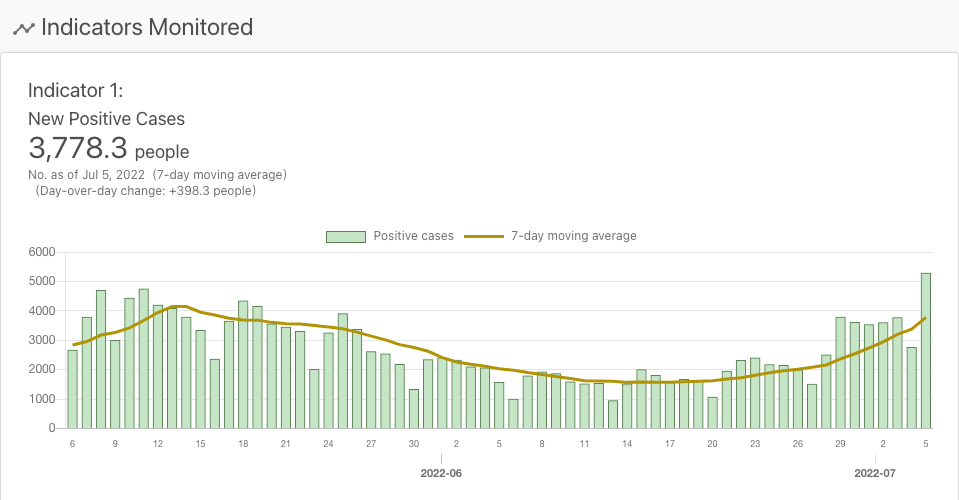 Indicators Monitored
Indicator 1:
New Positive Cases
3,778.3 people
No. as of Jul 5, 2022 (7-day moving average)
(Day-over-day change: +398.3 people)
Positive cases 7-day moving average
6000
5000
4000
3000
2000
1000
0
6 9 12 15 18 21 24 27 30 2 5 8 11 14 17 20 23 26 29 2 5
2022-06 2022-07